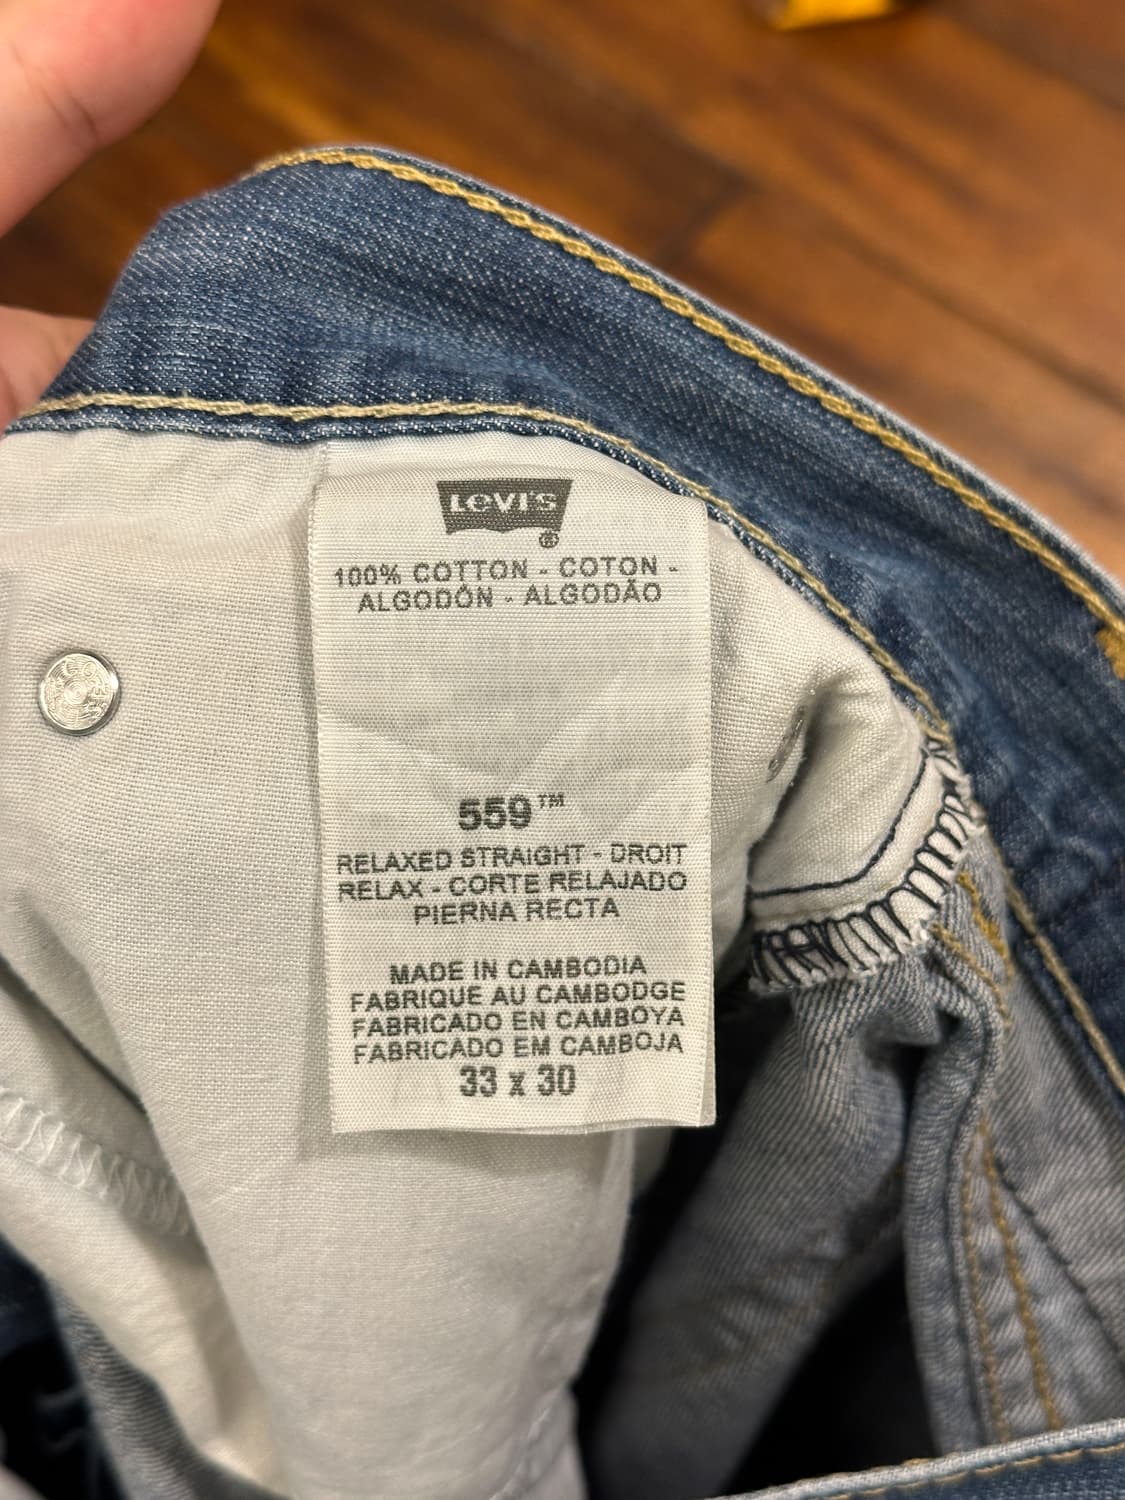 LEVI'S
®
100% COTTON - COTON -
ALGODÓN - ALGODÃO
559™
RELAXED STRAIGHT - DROIT
RELAX - CORTE RELAJADO
PIERNA RECTA
MADE IN CAMBODIA
FABRIQUE AU CAMBODGE
FABRICADO EN CAMBOYA
FABRICADO EM CAMBOJA
33 x 30